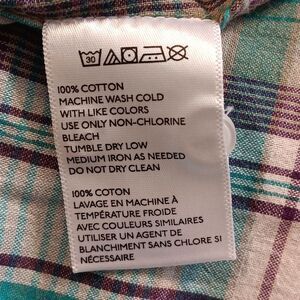 30
100% COTTON
MACHINE WASH COLD
WITH LIKE COLORS
USE ONLY NON-CHLORINE
BLEACH
TUMBLE DRY LOW
MEDIUM IRON AS NEEDED
DO NOT DRY CLEAN
100% COTON
LAVAGE EN MACHINE À
TEMPÉRATURE FROIDE
AVEC COULEURS SIMILAIRES
UTILISER UN AGENT DE
BLANCHIMENT SANS CHLORE SI
NÉCESSAIRE